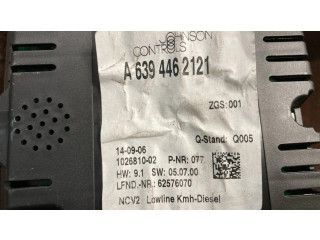 JOHNSON
CONTROLS
A 639 446 2121
ZGS: 001
Q-Stand: Q005
14-09-06
1026810-02 P-NR: 077
HW: 9.1 SW: 05.07.00
LFND.-NR.: 62576070
NCV2 Lowline Kmh-Diesel